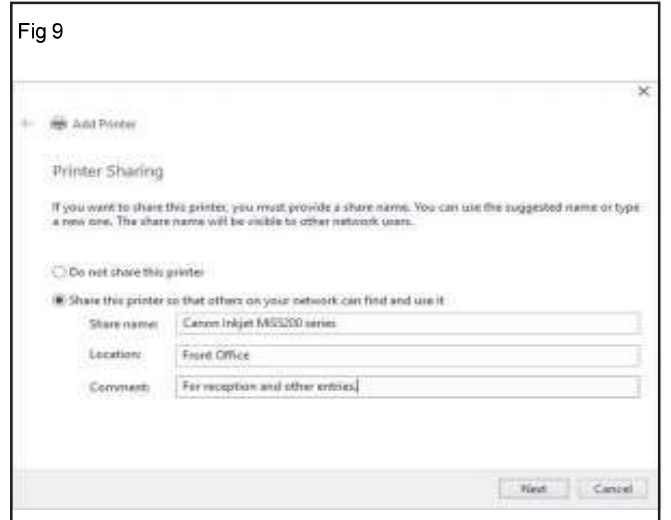 Fig 9
Add Printer
Printer Sharing
If you want to share this printer, you must provide a share name. You can use the suggested name or type
a new one. The share name will be visible to other network users.
Do not share this printer
Share this printer so that others on your network can find and use it
Share name: Canon Inkjet MG5200 series
Location: Front Office
Comment: For reception and other entries.
Next Cancel